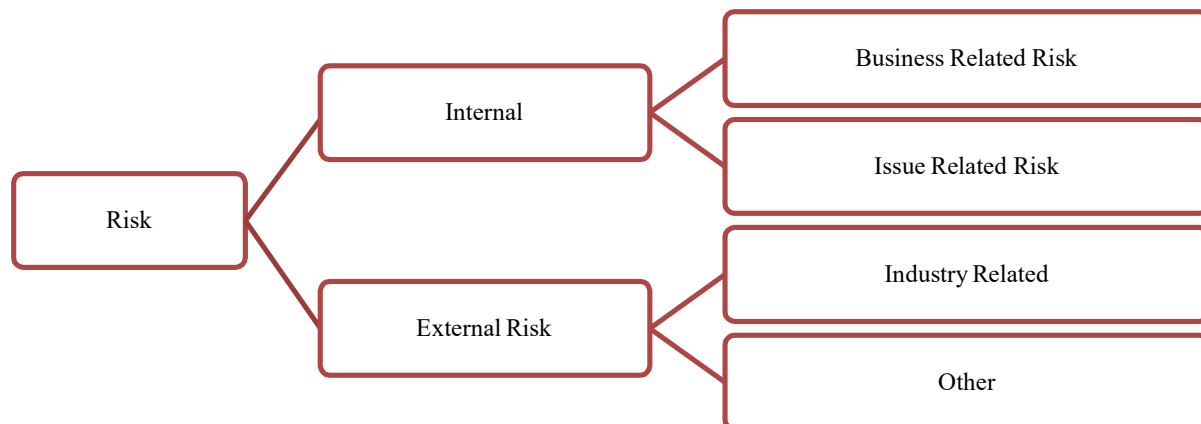 Business Related Risk
Internal
Issue Related Risk
Risk
Industry Related
External Risk
Other